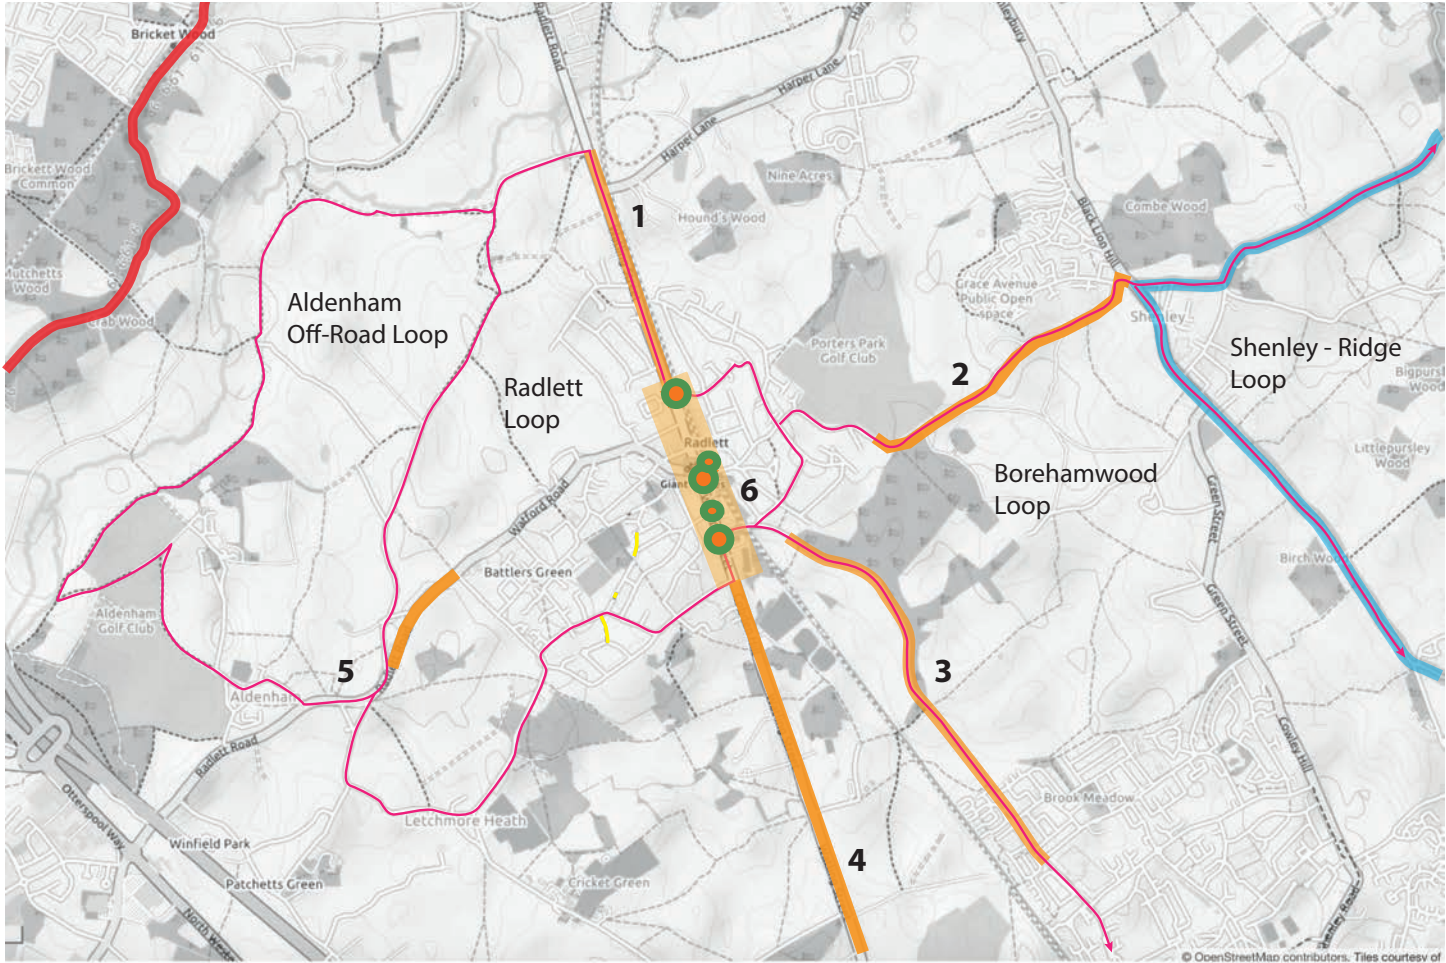 Bricket Wood
Radlett Road
Harper Lane
Harper Lane
Brickett Wood
Common
Nine Acres
Hound's Wood
1
Black Lion Hill
Combe Wood
Mutchetts
Wood
Crab Wood
Aldenham
Off-Road Loop
Grace Avenue
Public Open
space
Shenley
Porters Park
Golf Club
Shenley - Ridge
Loop
2
Radlett
Loop
Radlett
Littlepursley
Wood
Borehamwood
Loop
6
Watford Road
Green Street
Battlers Green
Birch Wood
Aldenham
Golf Club
Green Street
5
3
Aldenham
Radlett Road
Cowley Hill
Otterspool Way
Brook Meadow
Letchmore Heath
Winfield Park
4
Patchetts Green
Cricket Green
North West
© OpenStreetMap contributors. Tiles courtesy of